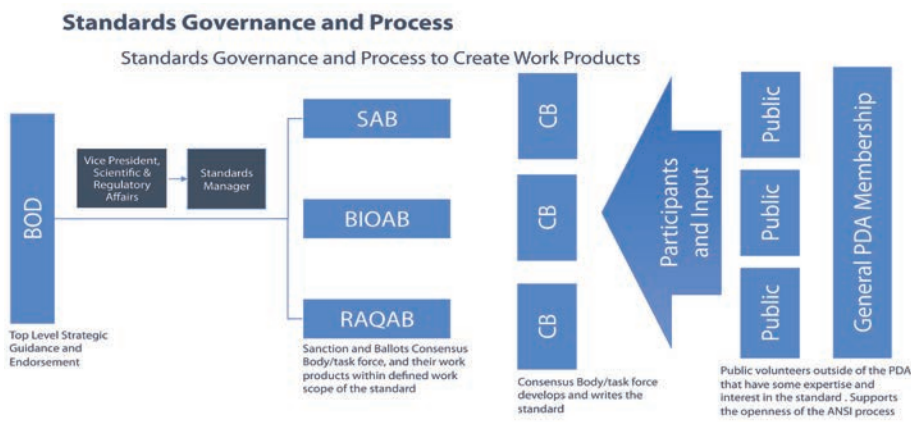 Standards Governance and Process
Standards Governance and Process to Create Work Products
BOD
Vice President,
Scientific &
Regulatory
Affairs
Standards
Manager
SAB
BIOAB
RAQAB
CB
CB
CB
Participants
and Input
Public
Public
Public
General PDA Membership
Top Level Strategic
Guidance and
Endorsement
Sanction and Ballots Consensus
Body/task force, and their work
products within defined work
scope of the standard
Consensus Body/task force
develops and writes the
standard
Public volunteers outside of the PDA
that have some expertise and
interest in the standard . Supports
the openness of the ANSI process